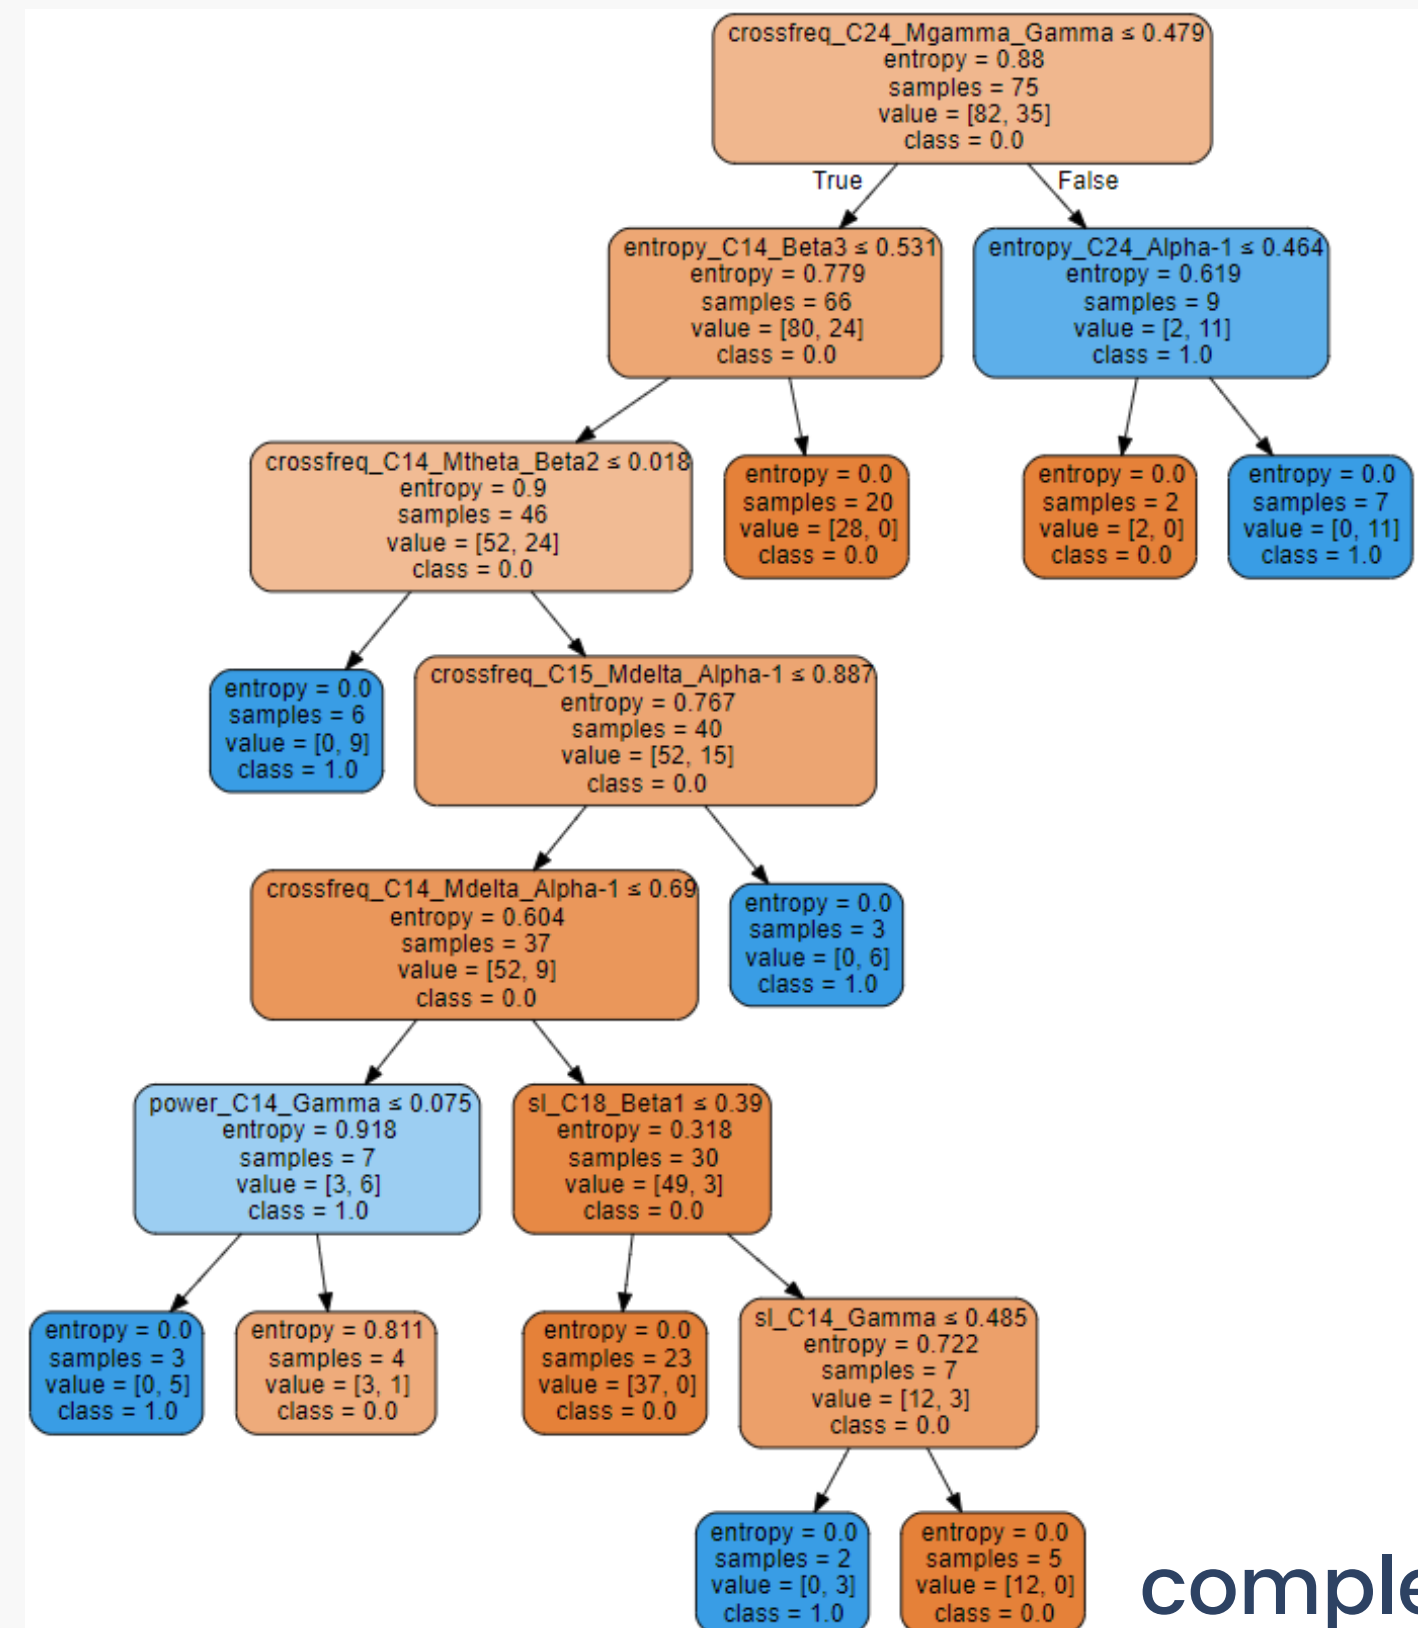 crossfreq_C24_Mgamma_Gamma ≤ 0.479
entropy = 0.88
samples = 75
value = [82, 35]
class = 0.0
True
False
entropy_C14_Beta3 ≤ 0.531
entropy = 0.779
samples = 66
value = [80, 24]
class = 0.0
entropy_C24_Alpha-1 ≤ 0.464
entropy = 0.619
samples = 9
value = [2, 11]
class = 1.0
crossfreq_C14_Mtheta_Beta2 ≤ 0.018
entropy = 0.9
samples = 46
value = [52, 24]
class = 0.0
entropy = 0.0
samples = 20
value = [28, 0]
class = 0.0
entropy = 0.0
samples = 2
value = [2, 0]
class = 0.0
entropy = 0.0
samples = 7
value = [0, 11]
class = 1.0
entropy = 0.0
samples = 6
value = [0, 9]
class = 1.0
crossfreq_C15_Mdelta_Alpha-1 ≤ 0.887
entropy = 0.767
samples = 40
value = [52, 15]
class = 0.0
crossfreq_C14_Mdelta_Alpha-1 ≤ 0.69
entropy = 0.604
samples = 37
value = [52, 9]
class = 0.0
entropy = 0.0
samples = 3
value = [0, 6]
class = 1.0
power_C14_Gamma ≤ 0.075
entropy = 0.918
samples = 7
value = [3, 6]
class = 1.0
sl_C18_Beta1 ≤ 0.39
entropy = 0.318
samples = 30
value = [49, 3]
class = 0.0
entropy = 0.0
samples = 3
value = [0, 5]
class = 1.0
entropy = 0.811
samples = 4
value = [3, 1]
class = 0.0
entropy = 0.0
samples = 23
value = [37, 0]
class = 0.0
sl_C14_Gamma ≤ 0.485
entropy = 0.722
samples = 7
value = [12, 3]
class = 0.0
entropy = 0.0
samples = 2
value = [0, 3]
class = 1.0
entropy = 0.0
samples = 5
value = [12, 0]
class = 0.0
comple